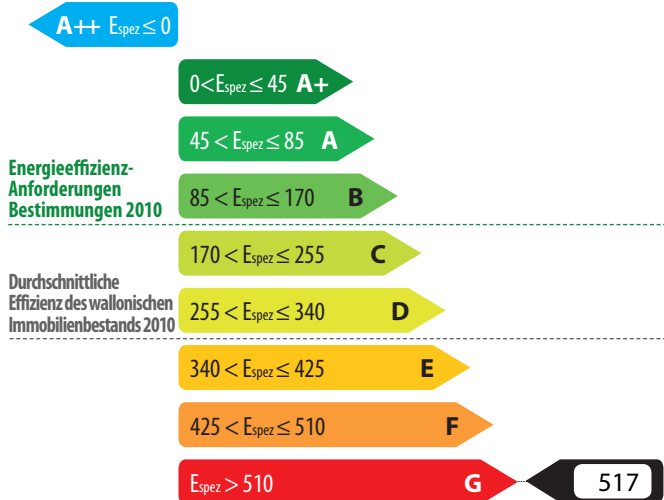 A++ Espez ≤ 0
0<Espez ≤ 45 A+
45 < Espez ≤ 85 A
Energieeffizienz-
Anforderungen
Bestimmungen 2010
85 < Espez ≤ 170 B
170 < Espez ≤ 255 C
Durchschnittliche
Effizienz des wallonischen
Immobilienbestands 2010
255 < Espez ≤ 340 D
340 < Espez ≤ 425 E
425 < Espez ≤ 510 F
Espez > 510 G
517